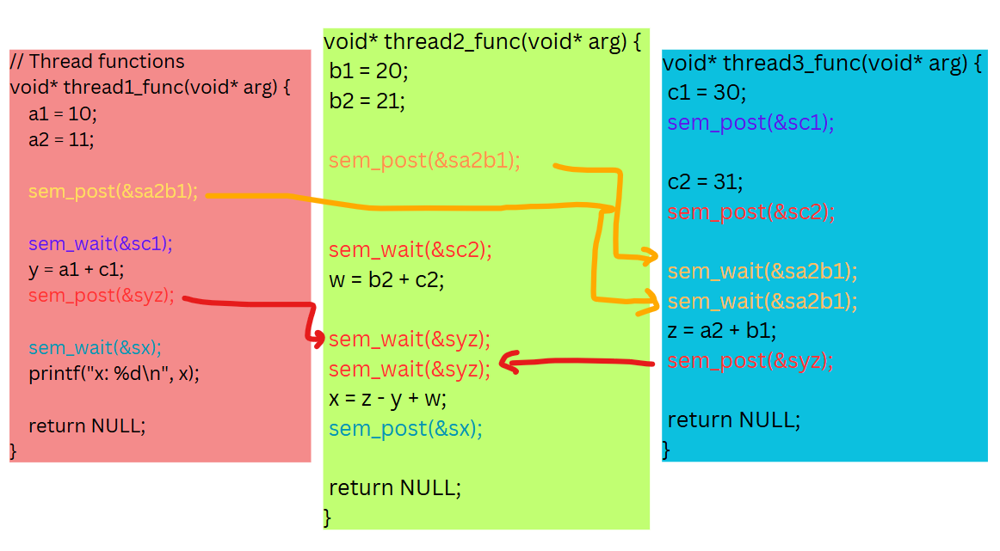 // Thread functions
void* thread1_func(void* arg) {
a1 = 10;
a2 = 11;
sem_post(&sa2b1);
sem_wait(&sc1);
y = a1 + c1;
sem_post(&syz);
sem_wait(&sx);
printf("x: %d\n", x);
return NULL;
}
void* thread2_func(void* arg) {
b1 = 20;
b2 = 21;
sem_post(&sa2b1);
sem_wait(&sc2);
w = b2 + c2;
sem_wait(&syz);
sem_wait(&syz);
x = z - y + w;
sem_post(&sx);
return NULL;
}
void* thread3_func(void* arg) {
c1 = 30;
sem_post(&sc1);
c2 = 31;
sem_post(&sc2);
sem_wait(&sa2b1);
sem_wait(&sa2b1);
z = a2 + b1;
sem_post(&syz);
return NULL;
}